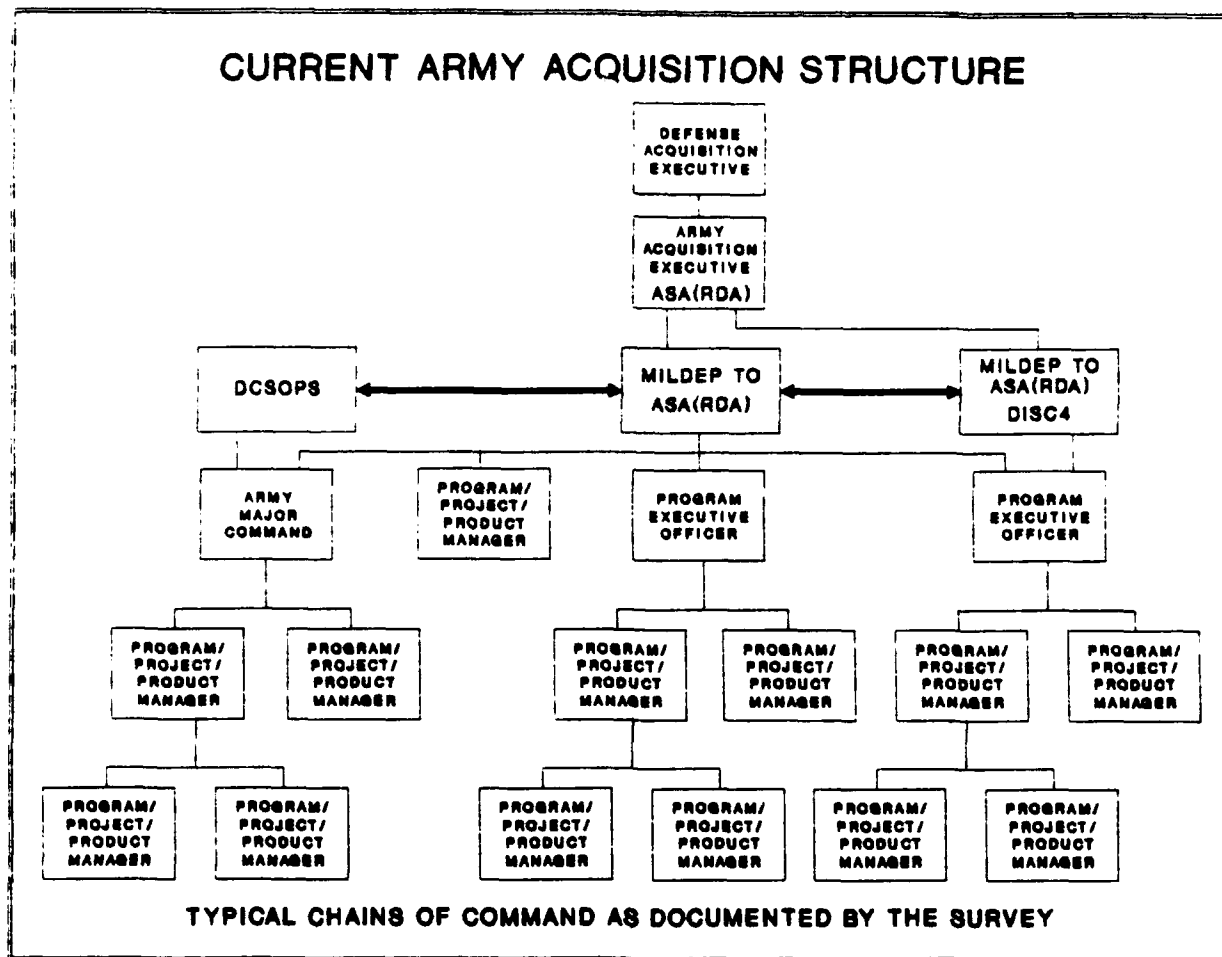 CURRENT ARMY ACQUISITION STRUCTURE
DEFENSE
ACQUISITION
EXECUTIVE
ARMY
ACQUISITION
EXECUTIVE
ASA(RDA)
DCSOPS
MILDEP TO
ASA(RDA)
MILDEP TO
ASA(RDA)
DISC4
ARMY
MAJOR
COMMAND
PROGRAM/
PROJECT/
PRODUCT
MANAGER
PROGRAM
EXECUTIVE
OFFICER
PROGRAM
EXECUTIVE
OFFICER
PROGRAM/
PROJECT/
PRODUCT
MANAGER
PROGRAM/
PROJECT/
PRODUCT
MANAGER
PROGRAM/
PROJECT/
PRODUCT
MANAGER
PROGRAM/
PROJECT/
PRODUCT
MANAGER
PROGRAM/
PROJECT/
PRODUCT
MANAGER
PROGRAM/
PROJECT/
PRODUCT
MANAGER
PROGRAM/
PROJECT/
PRODUCT
MANAGER
PROGRAM/
PROJECT/
PRODUCT
MANAGER
PROGRAM/
PROJECT/
PRODUCT
MANAGER
PROGRAM/
PROJECT/
PRODUCT
MANAGER
PROGRAM/
PROJECT/
PRODUCT
MANAGER
PROGRAM/
PROJECT/
PRODUCT
MANAGER
TYPICAL CHAINS OF COMMAND AS DOCUMENTED BY THE SURVEY